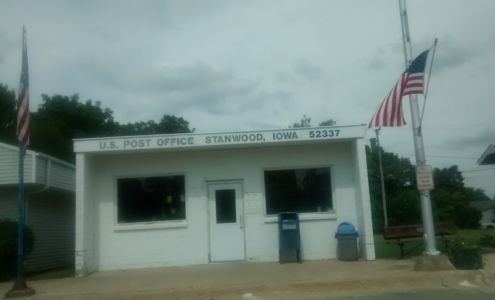 U.S. POST OFFICE STANWOOD, IOWA 52337